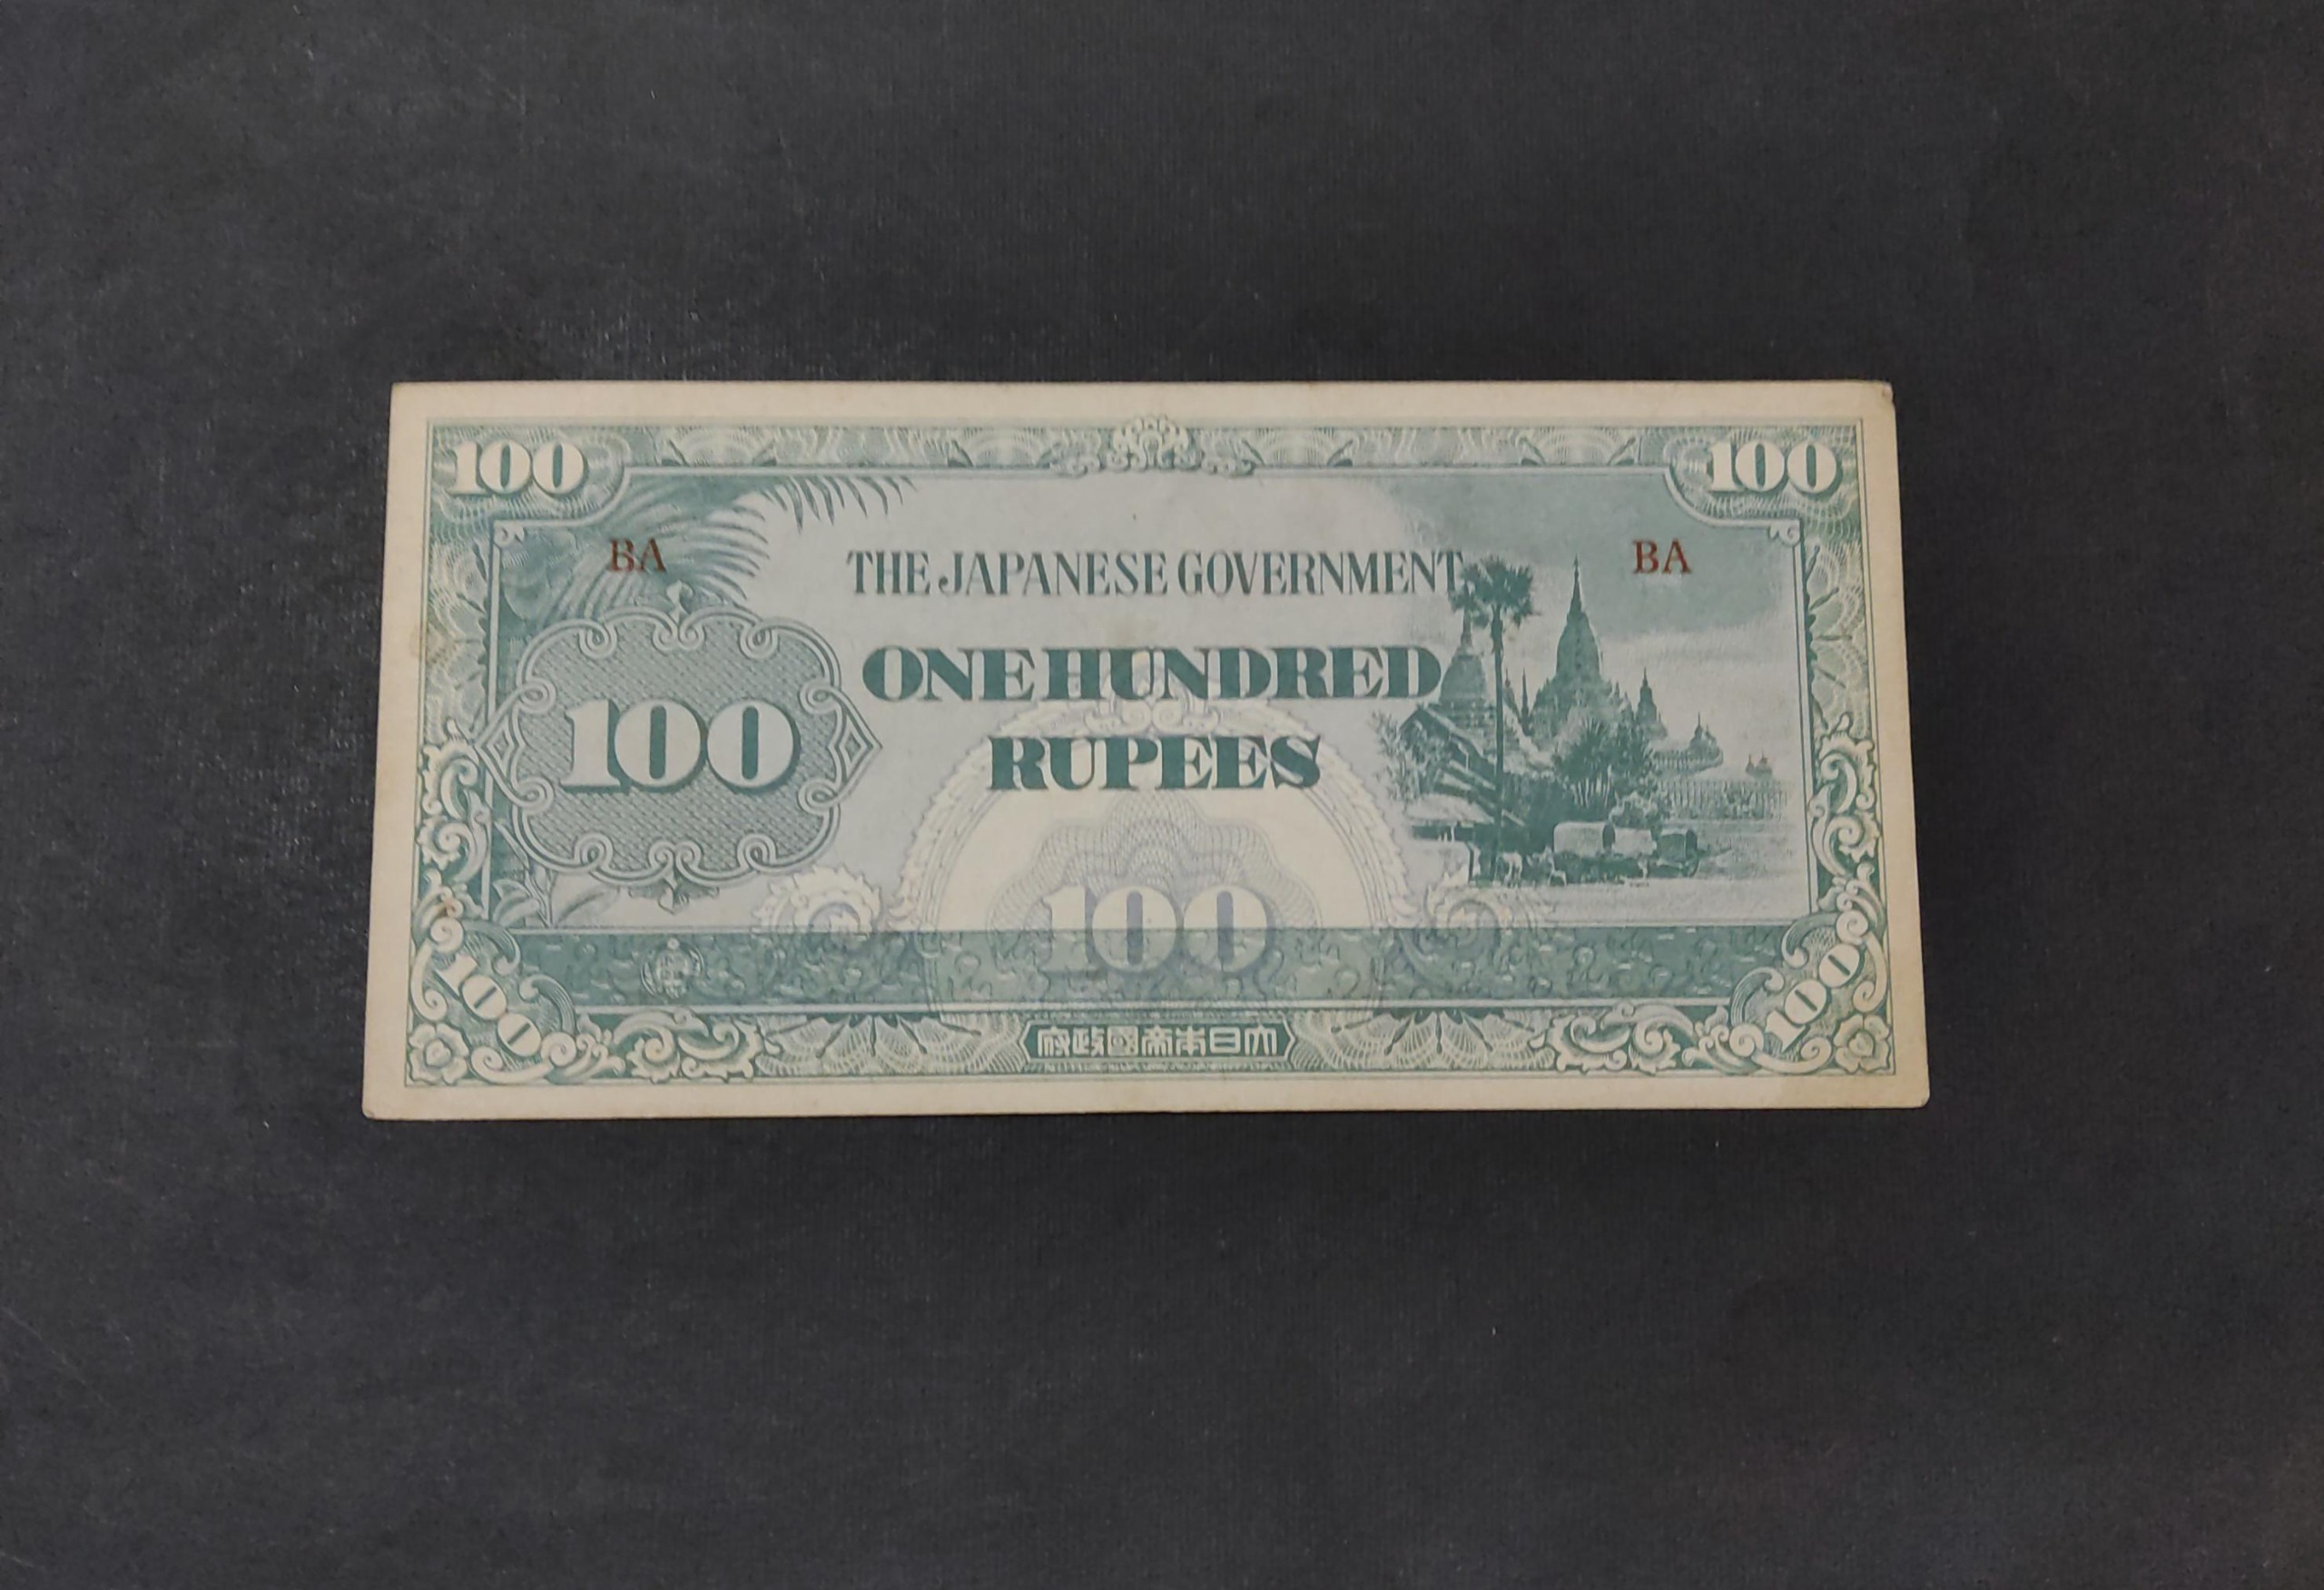 100 100
BA BA
THE JAPANESE GOVERNMENT
ONE HUNDRED
100 RUPEES
100
100 100
大日本帝國政府